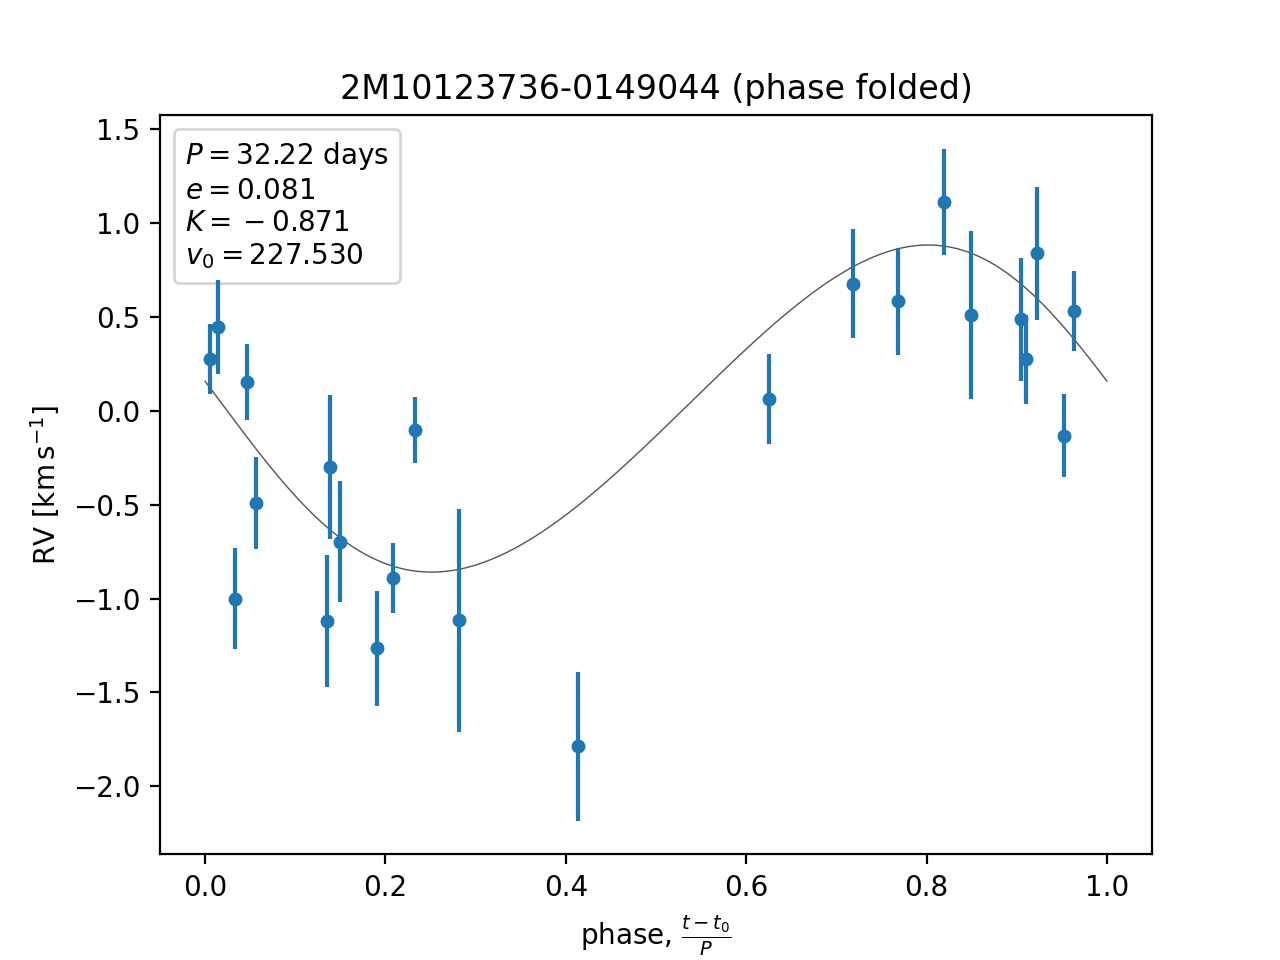 2M10123736-0149044 (phase folded)
P = 32.22 days
e = 0.081
K = −0.871
v₀ = 227.530
1.5
1.0
0.5
0.0
−0.5
−1.0
−1.5
−2.0
RV [km s⁻¹]
0.0 0.2 0.4 0.6 0.8 1.0
phase, (t − t₀)/P